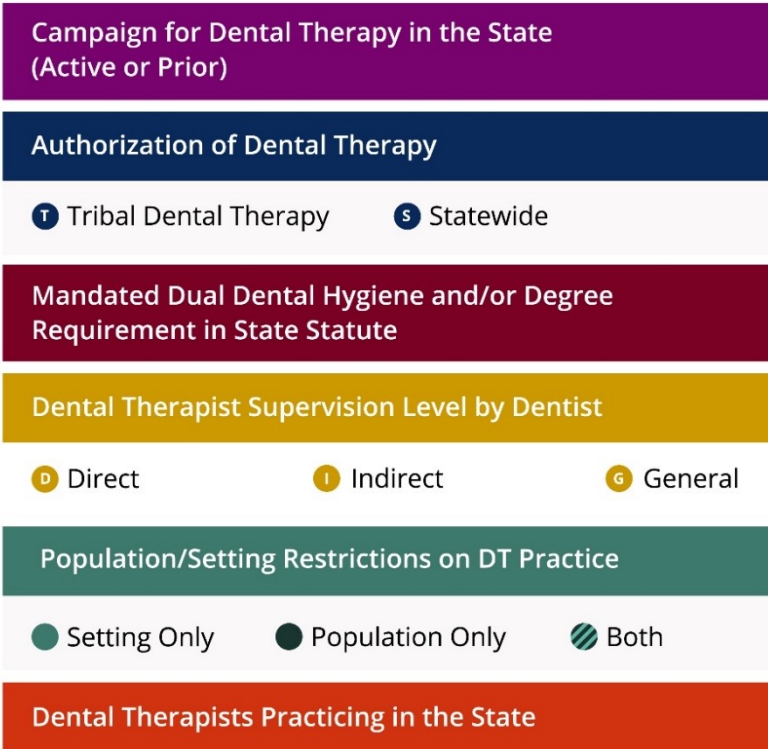 Campaign for Dental Therapy in the State
(Active or Prior)
Authorization of Dental Therapy
T Tribal Dental Therapy S Statewide
Mandated Dual Dental Hygiene and/or Degree
Requirement in State Statute
Dental Therapist Supervision Level by Dentist
D Direct I Indirect G General
Population/Setting Restrictions on DT Practice
Setting Only Population Only Both
Dental Therapists Practicing in the State